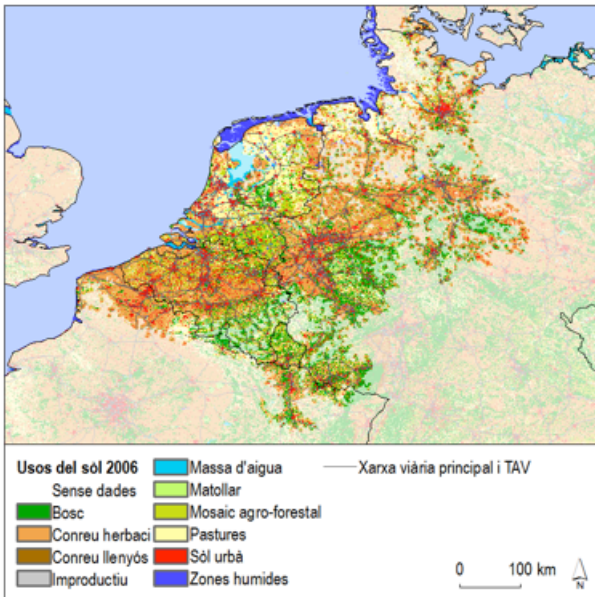 Usos del sòl 2006
Sense dades
Bosc
Conreu herbaci
Conreu llenyós
Improductiu
Massa d'aigua
Matollar
Mosaic agro-forestal
Pastures
Sòl urbà
Zones humides
Xarxa viària principal i TAV
0 100 km
N